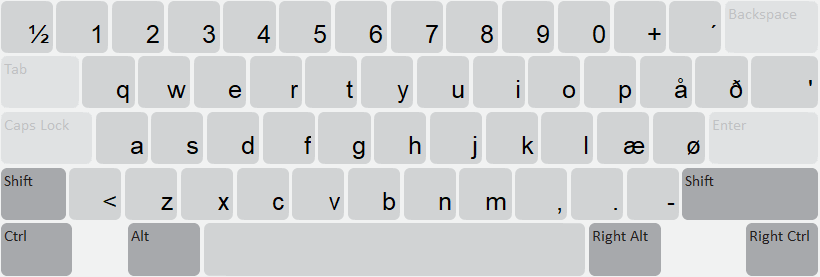 ½ 1 2 3 4 5 6 7 8 9 0 + ´ Backspace
Tab q w e r t y u i o p å ð '
Caps Lock a s d f g h j k l æ ø Enter
Shift < z x c v b n m , . - Shift
Ctrl Alt Right Alt Right Ctrl